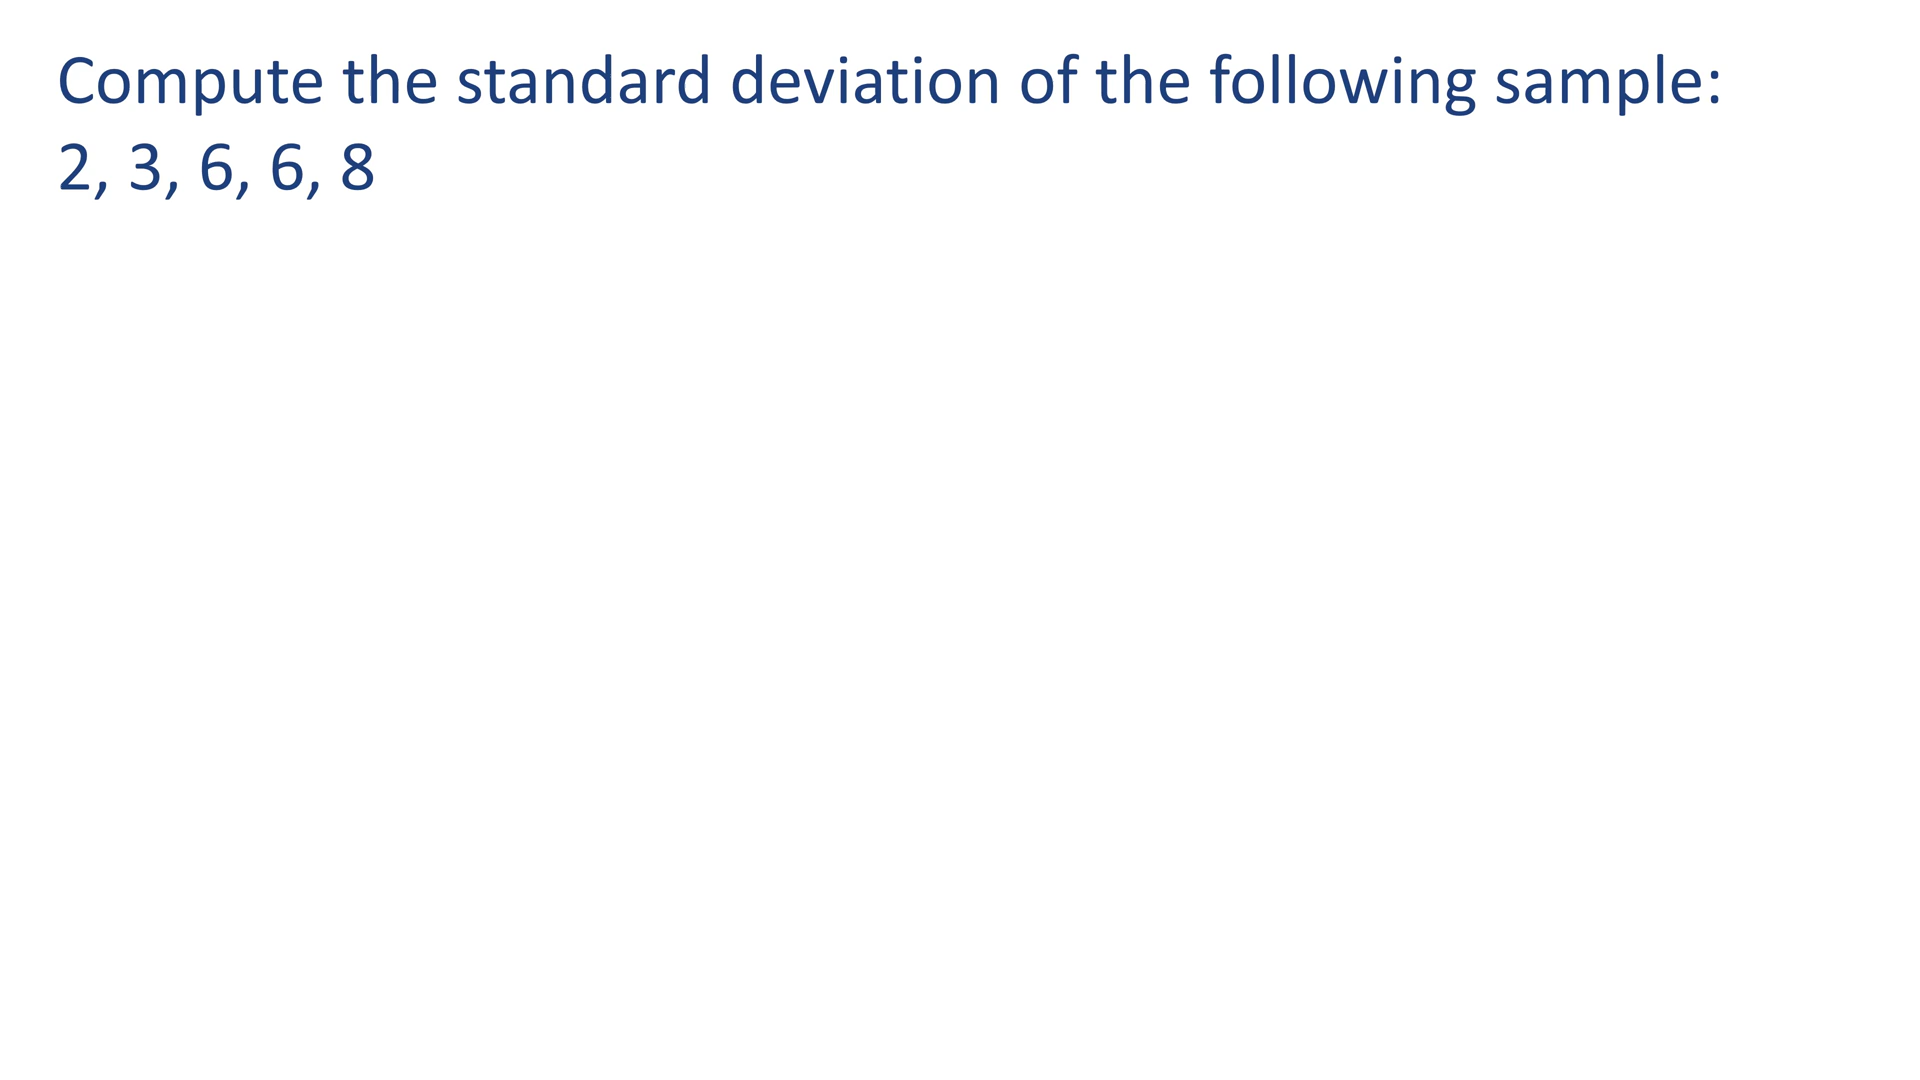 Compute the standard deviation of the following sample:
2, 3, 6, 6, 8